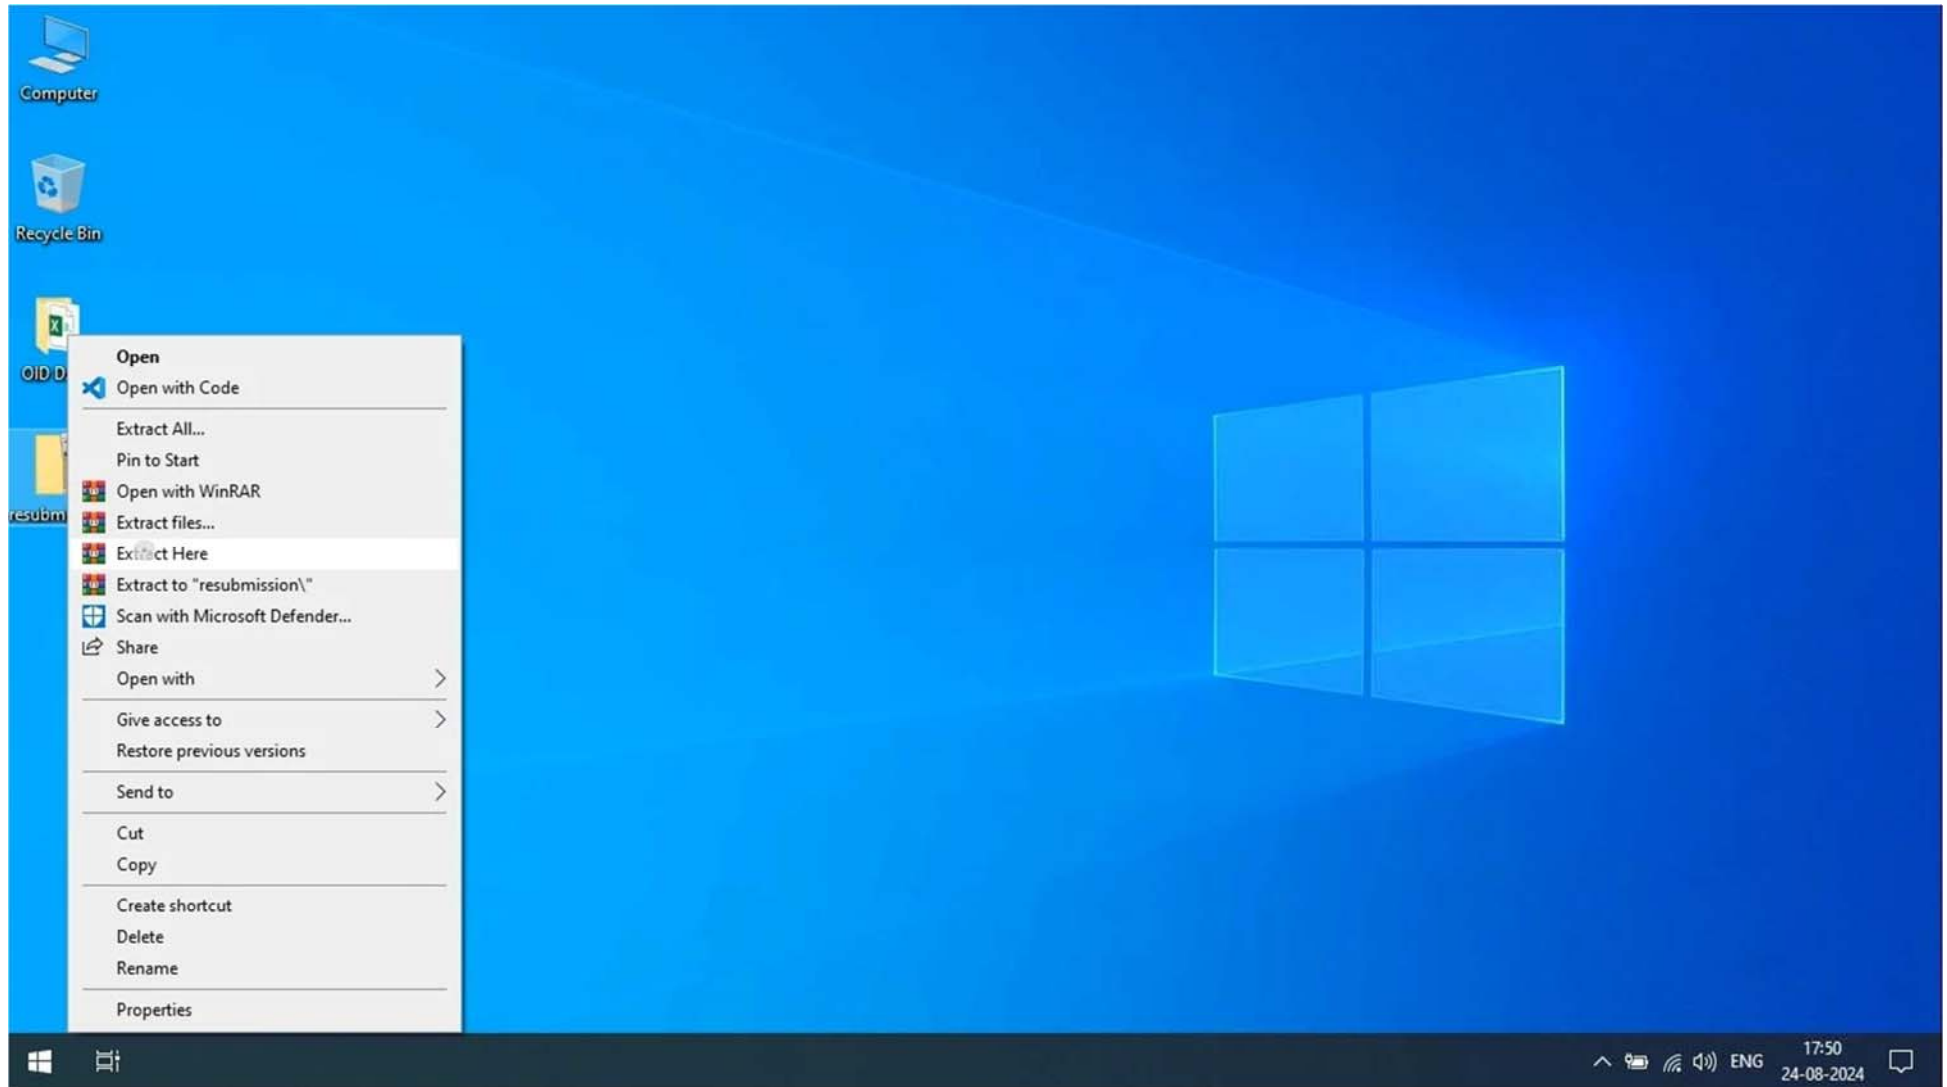 Computer
Recycle Bin
OID D
resubm
Open
Open with Code
Extract All...
Pin to Start
Open with WinRAR
Extract files...
Extract Here
Extract to "resubmission\"
Scan with Microsoft Defender...
Share
Open with
Give access to
Restore previous versions
Send to
Cut
Copy
Create shortcut
Delete
Rename
Properties
ENG
17:50
24-08-2024